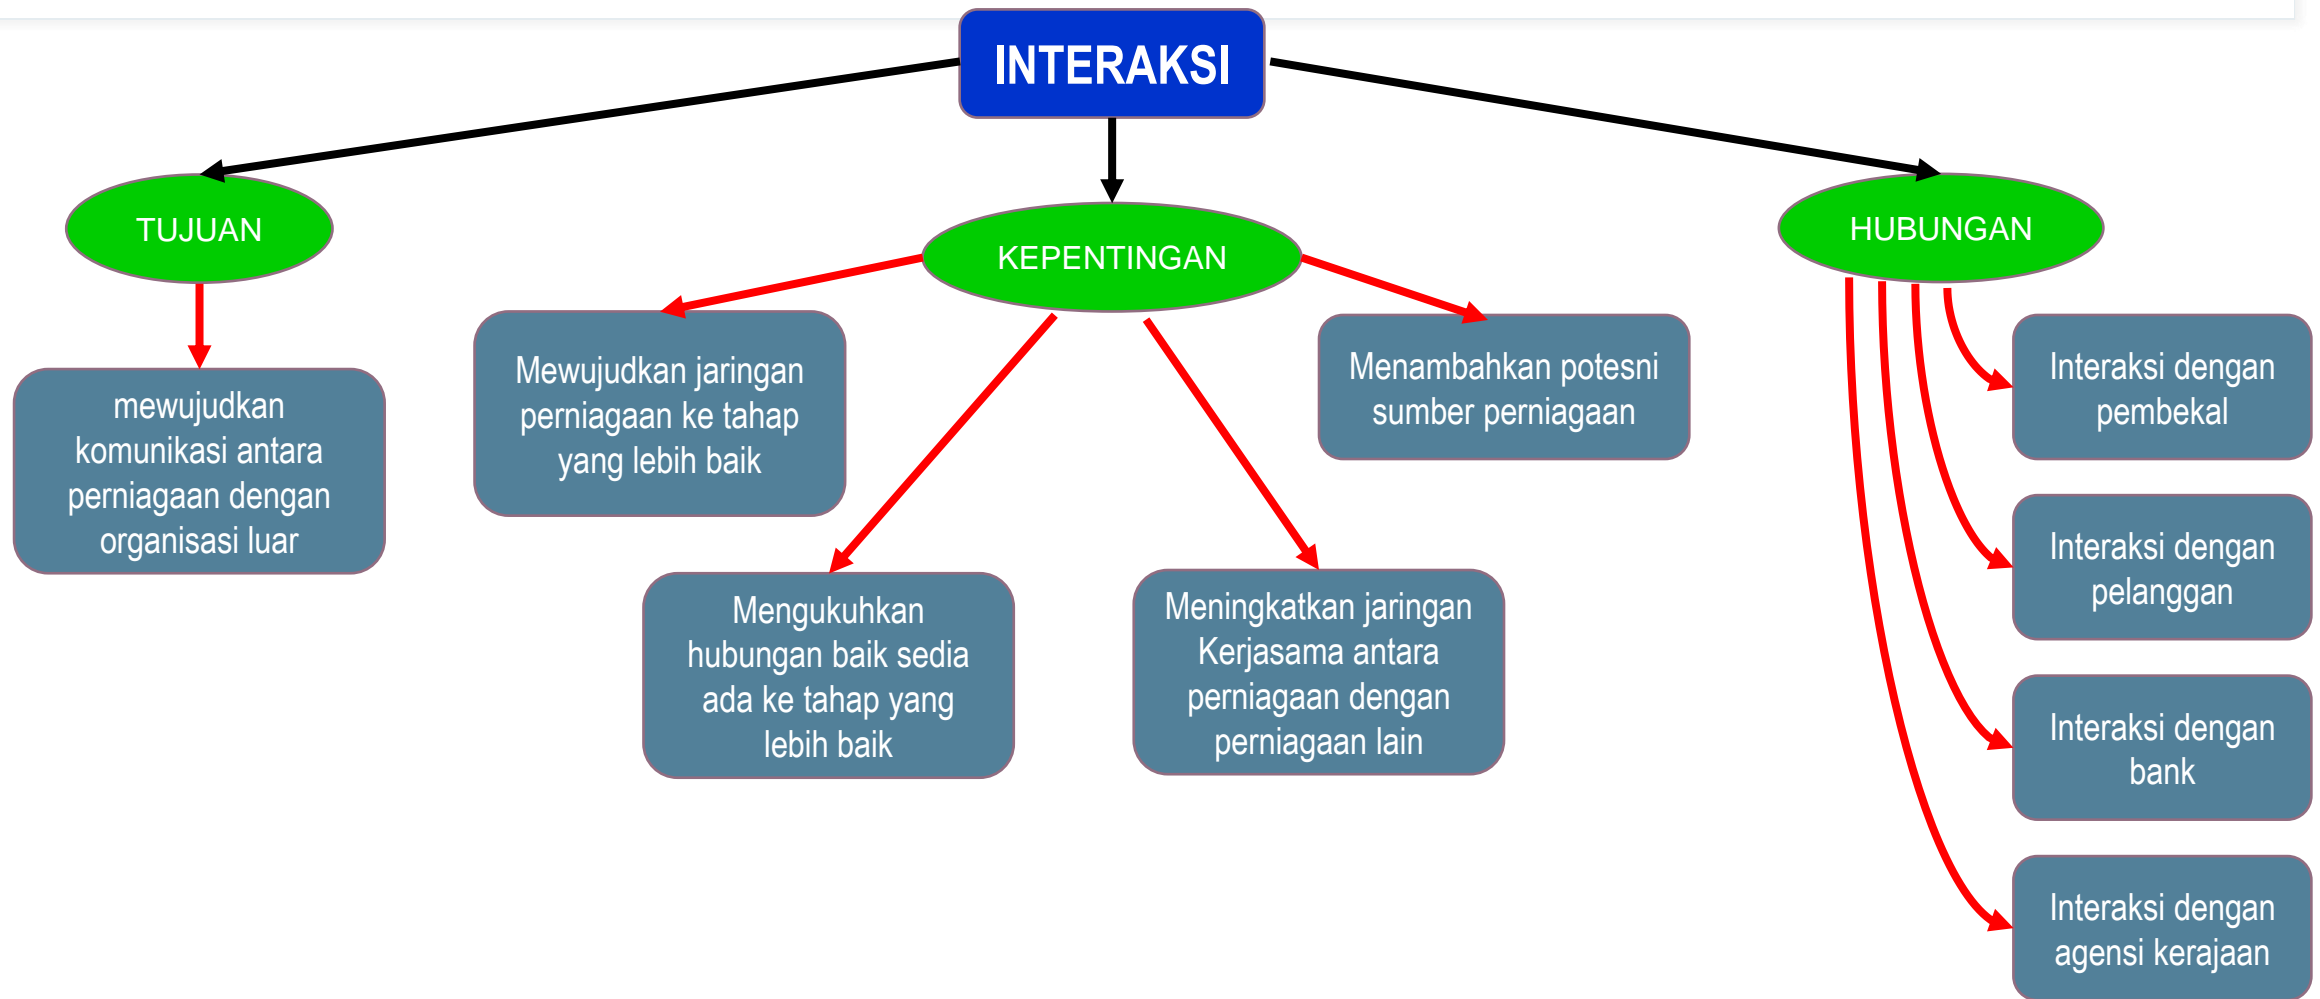 INTERAKSI
TUJUAN
mewujudkan
komunikasi antara
perniagaan dengan
organisasi luar
KEPENTINGAN
Mewujudkan jaringan
perniagaan ke tahap
yang lebih baik
Mengukuhkan
hubungan baik sedia
ada ke tahap yang
lebih baik
Meningkatkan jaringan
Kerjasama antara
perniagaan dengan
perniagaan lain
Menambahkan potesni
sumber perniagaan
HUBUNGAN
Interaksi dengan
pembekal
Interaksi dengan
pelanggan
Interaksi dengan
bank
Interaksi dengan
agensi kerajaan